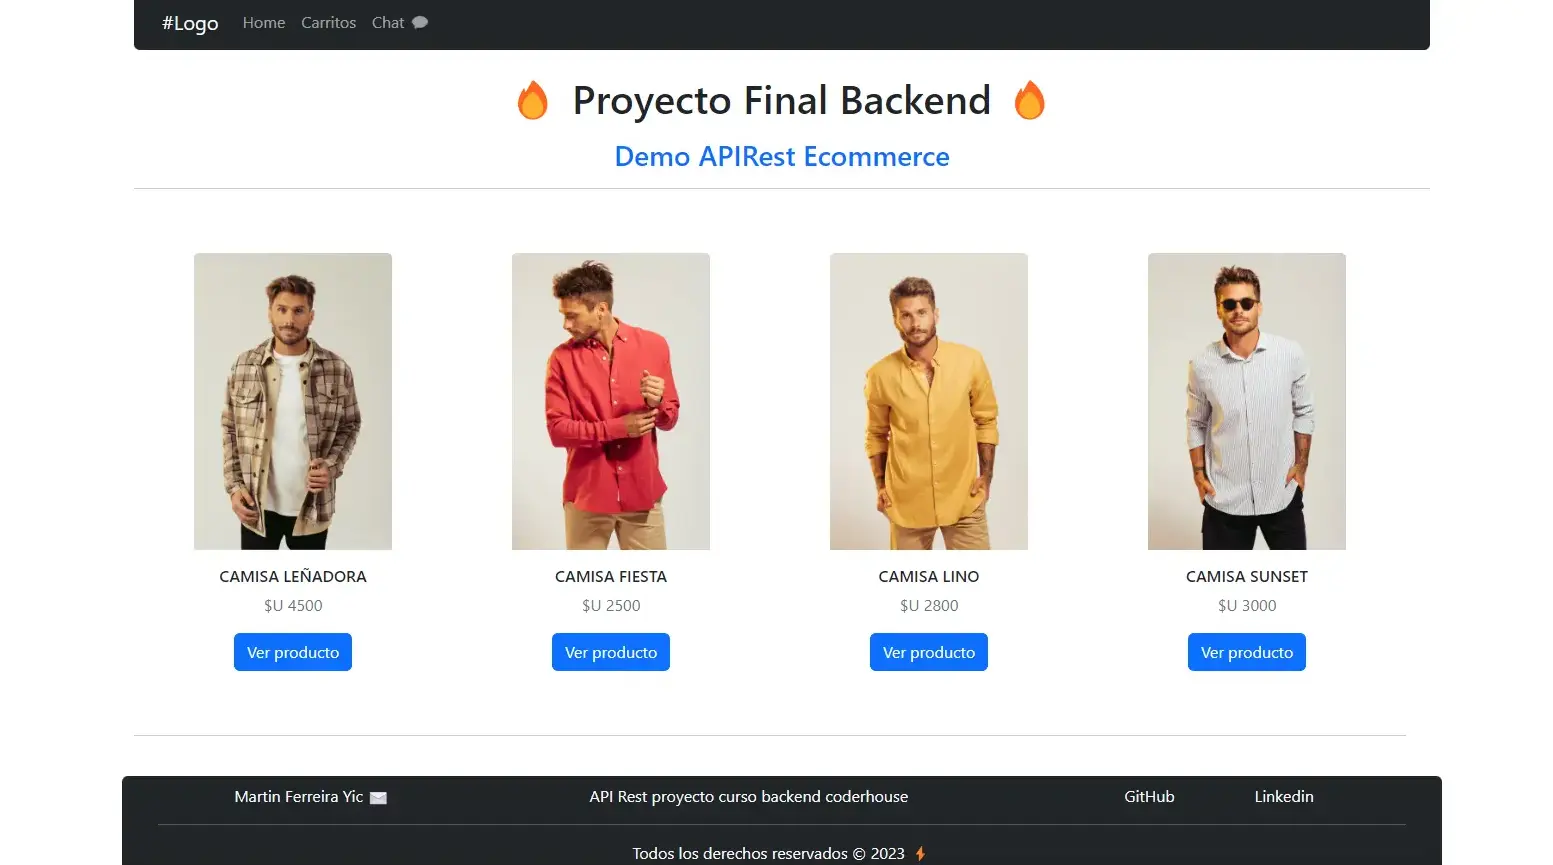 #Logo Home Carritos Chat 💬
🔥 Proyecto Final Backend 🔥
Demo APIRest Ecommerce
CAMISA LEÑADORA
$U 4500
Ver producto
CAMISA FIESTA
$U 2500
Ver producto
CAMISA LINO
$U 2800
Ver producto
CAMISA SUNSET
$U 3000
Ver producto
Martin Ferreira Yic ✉️ API Rest proyecto curso backend coderhouse GitHub Linkedin
Todos los derechos reservados © 2023 ⚡